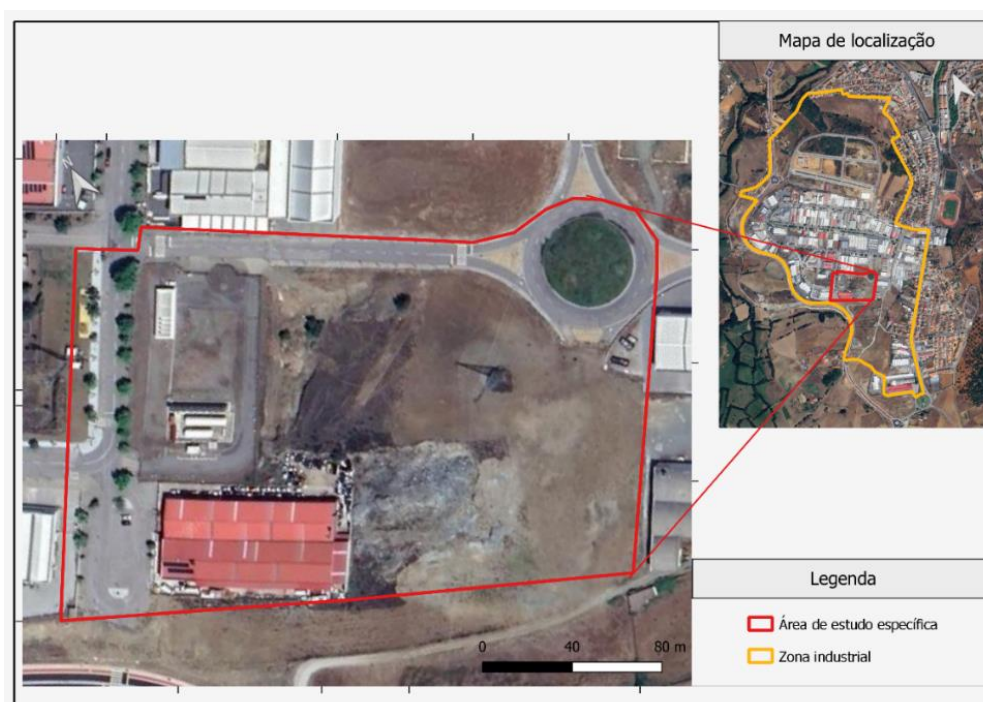 Mapa de localização
N
0 40 80 m
Legenda
Área de estudo específica
Zona industrial